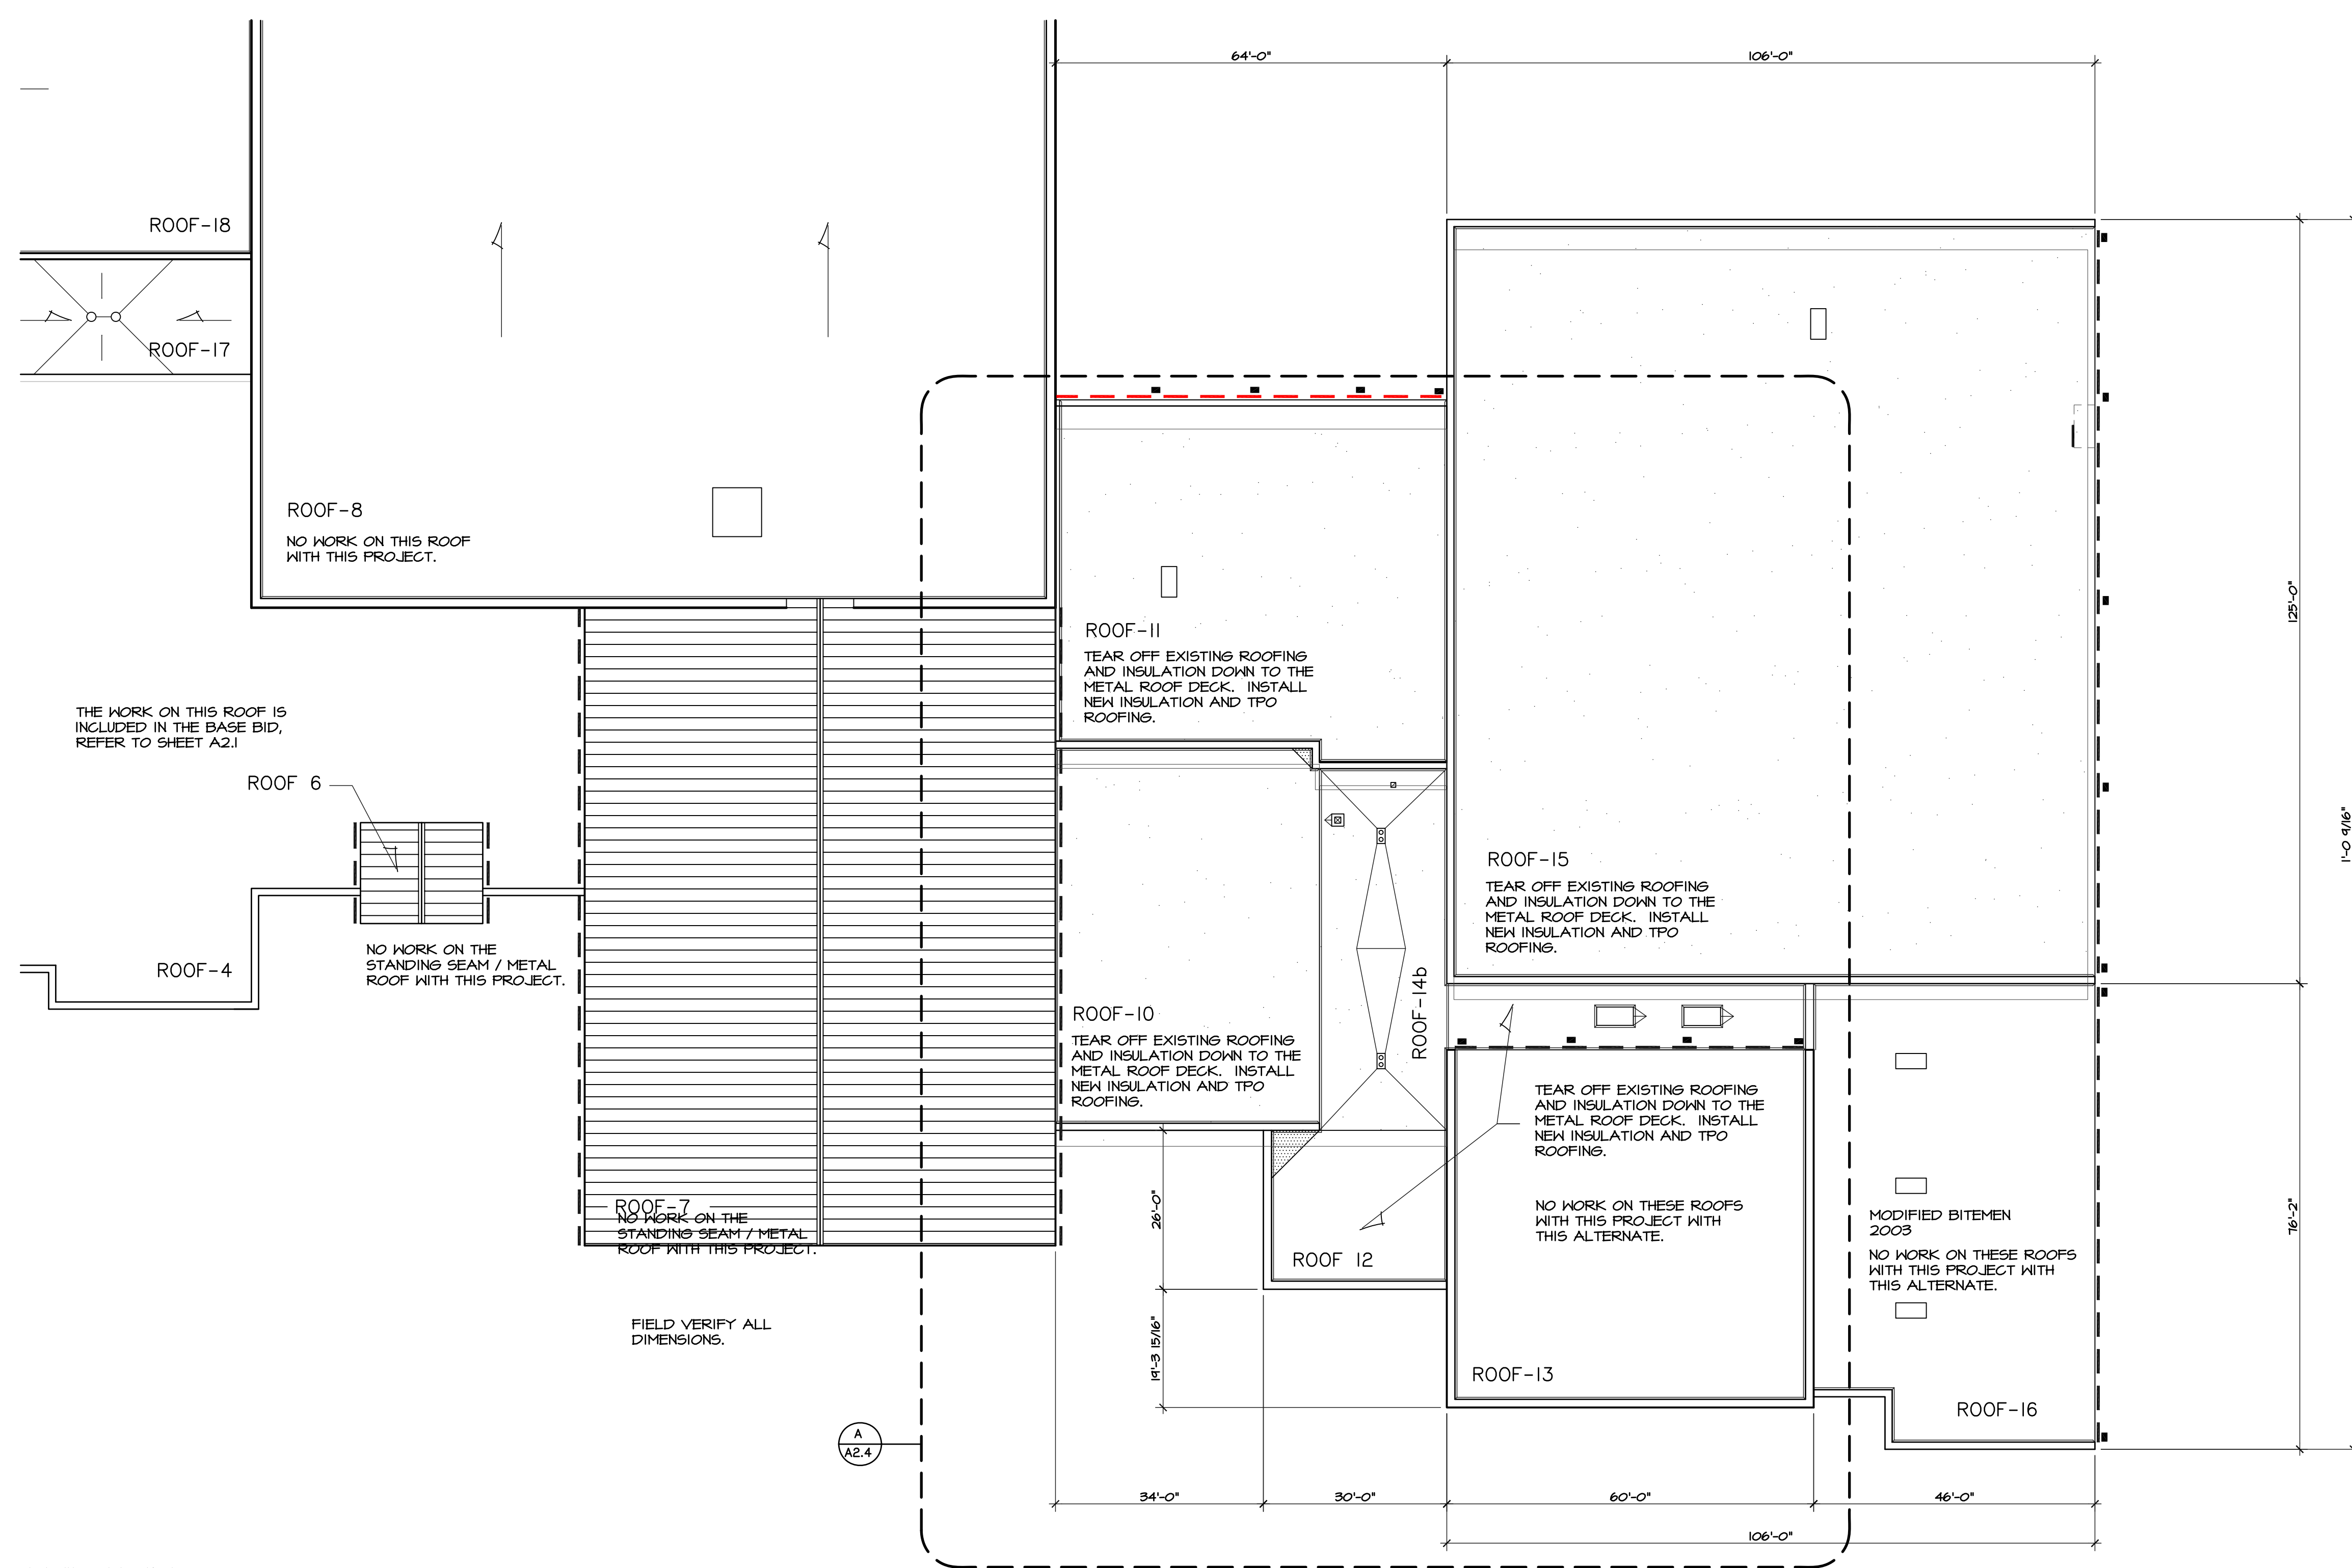 64'-0"
106'-0"
ROOF-18
ROOF-17
ROOF-8
NO WORK ON THIS ROOF
WITH THIS PROJECT.
THE WORK ON THIS ROOF IS
INCLUDED IN THE BASE BID,
REFER TO SHEET A2.1
ROOF 6
NO WORK ON THE
STANDING SEAM / METAL
ROOF WITH THIS PROJECT.
ROOF-4
ROOF-7
NO WORK ON THE
STANDING SEAM / METAL
ROOF WITH THIS PROJECT.
FIELD VERIFY ALL
DIMENSIONS.
A
A2.4
ROOF-11
TEAR OFF EXISTING ROOFING
AND INSULATION DOWN TO THE
METAL ROOF DECK. INSTALL
NEW INSULATION AND TPO
ROOFING.
ROOF-10
TEAR OFF EXISTING ROOFING
AND INSULATION DOWN TO THE
METAL ROOF DECK. INSTALL
NEW INSULATION AND TPO
ROOFING.
ROOF-14b
ROOF-15
TEAR OFF EXISTING ROOFING
AND INSULATION DOWN TO THE
METAL ROOF DECK. INSTALL
NEW INSULATION AND TPO
ROOFING.
TEAR OFF EXISTING ROOFING
AND INSULATION DOWN TO THE
METAL ROOF DECK. INSTALL
NEW INSULATION AND TPO
ROOFING.
NO WORK ON THESE ROOFS
WITH THIS PROJECT WITH
THIS ALTERNATE.
ROOF 12
ROOF-13
MODIFIED BITEMEN
2003
NO WORK ON THESE ROOFS
WITH THIS PROJECT WITH
THIS ALTERNATE.
ROOF-16
125'-0"
1'-0 9/16"
76'-2"
26'-0"
19'-3 15/16"
34'-0"
30'-0"
60'-0"
46'-0"
106'-0"